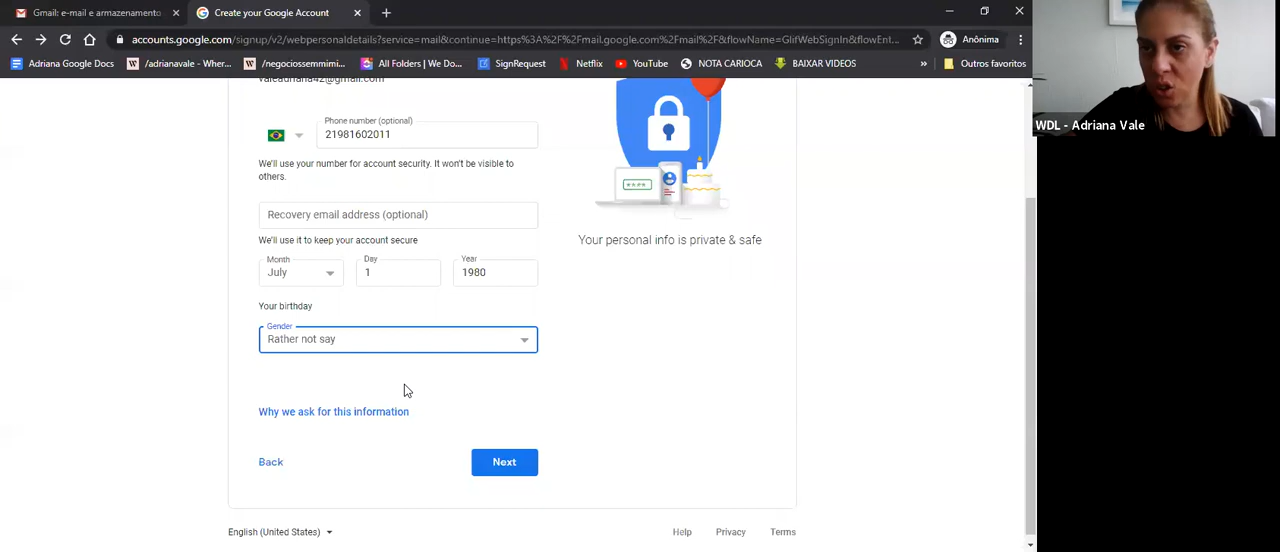 Gmail: e-mail e armazenamento
Create your Google Account
accounts.google.com/signup/v2/webpersonaldetails?service=mail&continue=https%3A%2F%2Fmail.google.com%2Fmail%2F&flowName=GlifWebSignIn&flowEnt...
Anônima
Adriana Google Docs
/adrianavale - Wher...
/negociossemmimi...
All Folders | We Do...
SignRequest
Netflix
YouTube
NOTA CARIOCA
BAIXAR VIDEOS
»
Outros favoritos
WDL - Adriana Vale
valeadriana42@gmail.com
Phone number (optional)
21981602011
We'll use your number for account security. It won't be visible to
others.
Recovery email address (optional)
We'll use it to keep your account secure
Your personal info is private & safe
Month
Day
Year
July
1
1980
Your birthday
Gender
Rather not say
Why we ask for this information
Back
Next
English (United States)
Help
Privacy
Terms